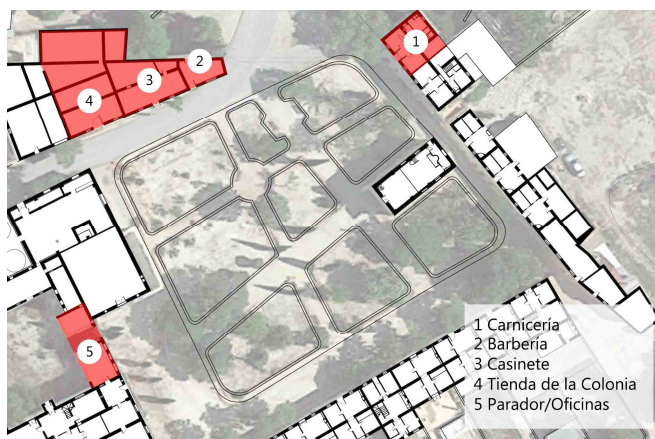 1
2
3
4
5
1 Carnicería
2 Barbería
3 Casinete
4 Tienda de la Colonia
5 Parador/Oficinas